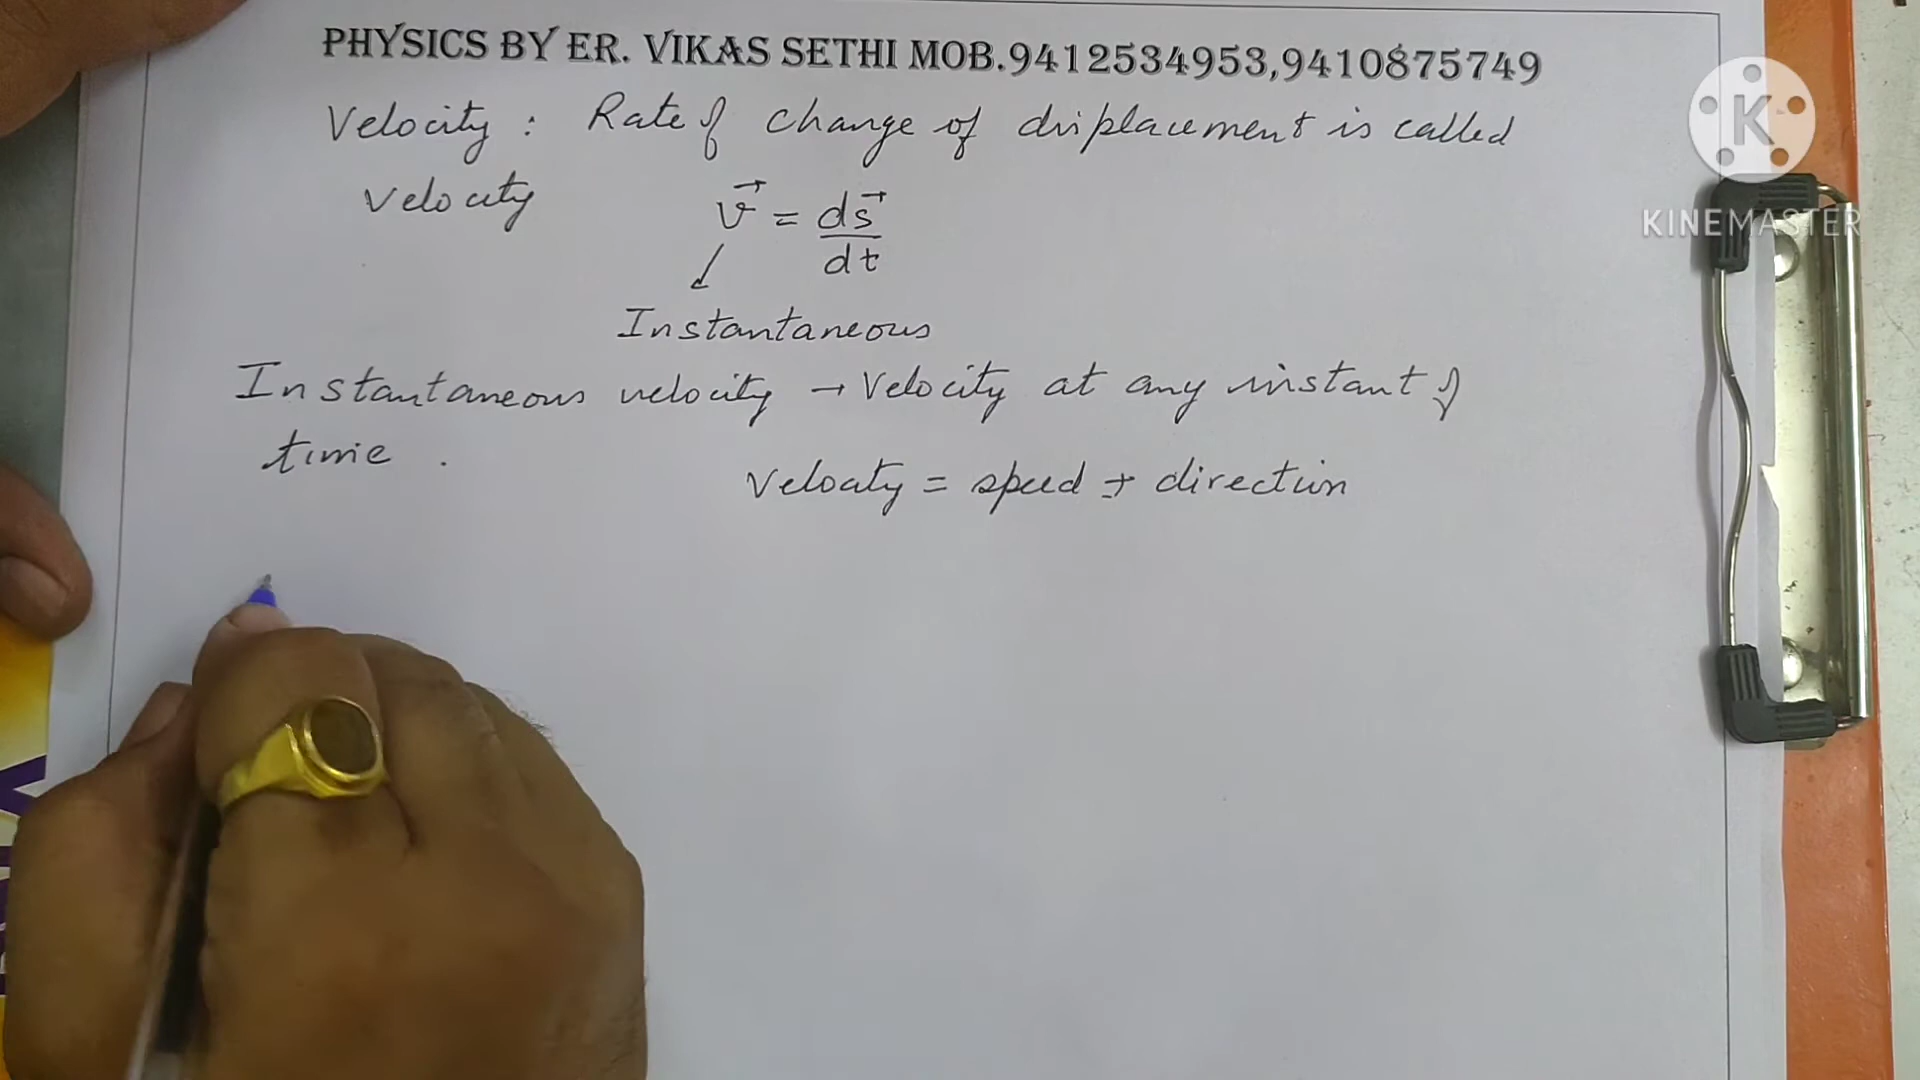 PHYSICS BY ER. VIKAS SETHI MOB.9412534953,9410875749
Velocity : Rate of change of displacement is called
velocity v⃗ = ds⃗/dt
Instantaneous
Instantaneous velocity → Velocity at any instant of
time .
Velocity = speed + direction
K
KINEMASTER